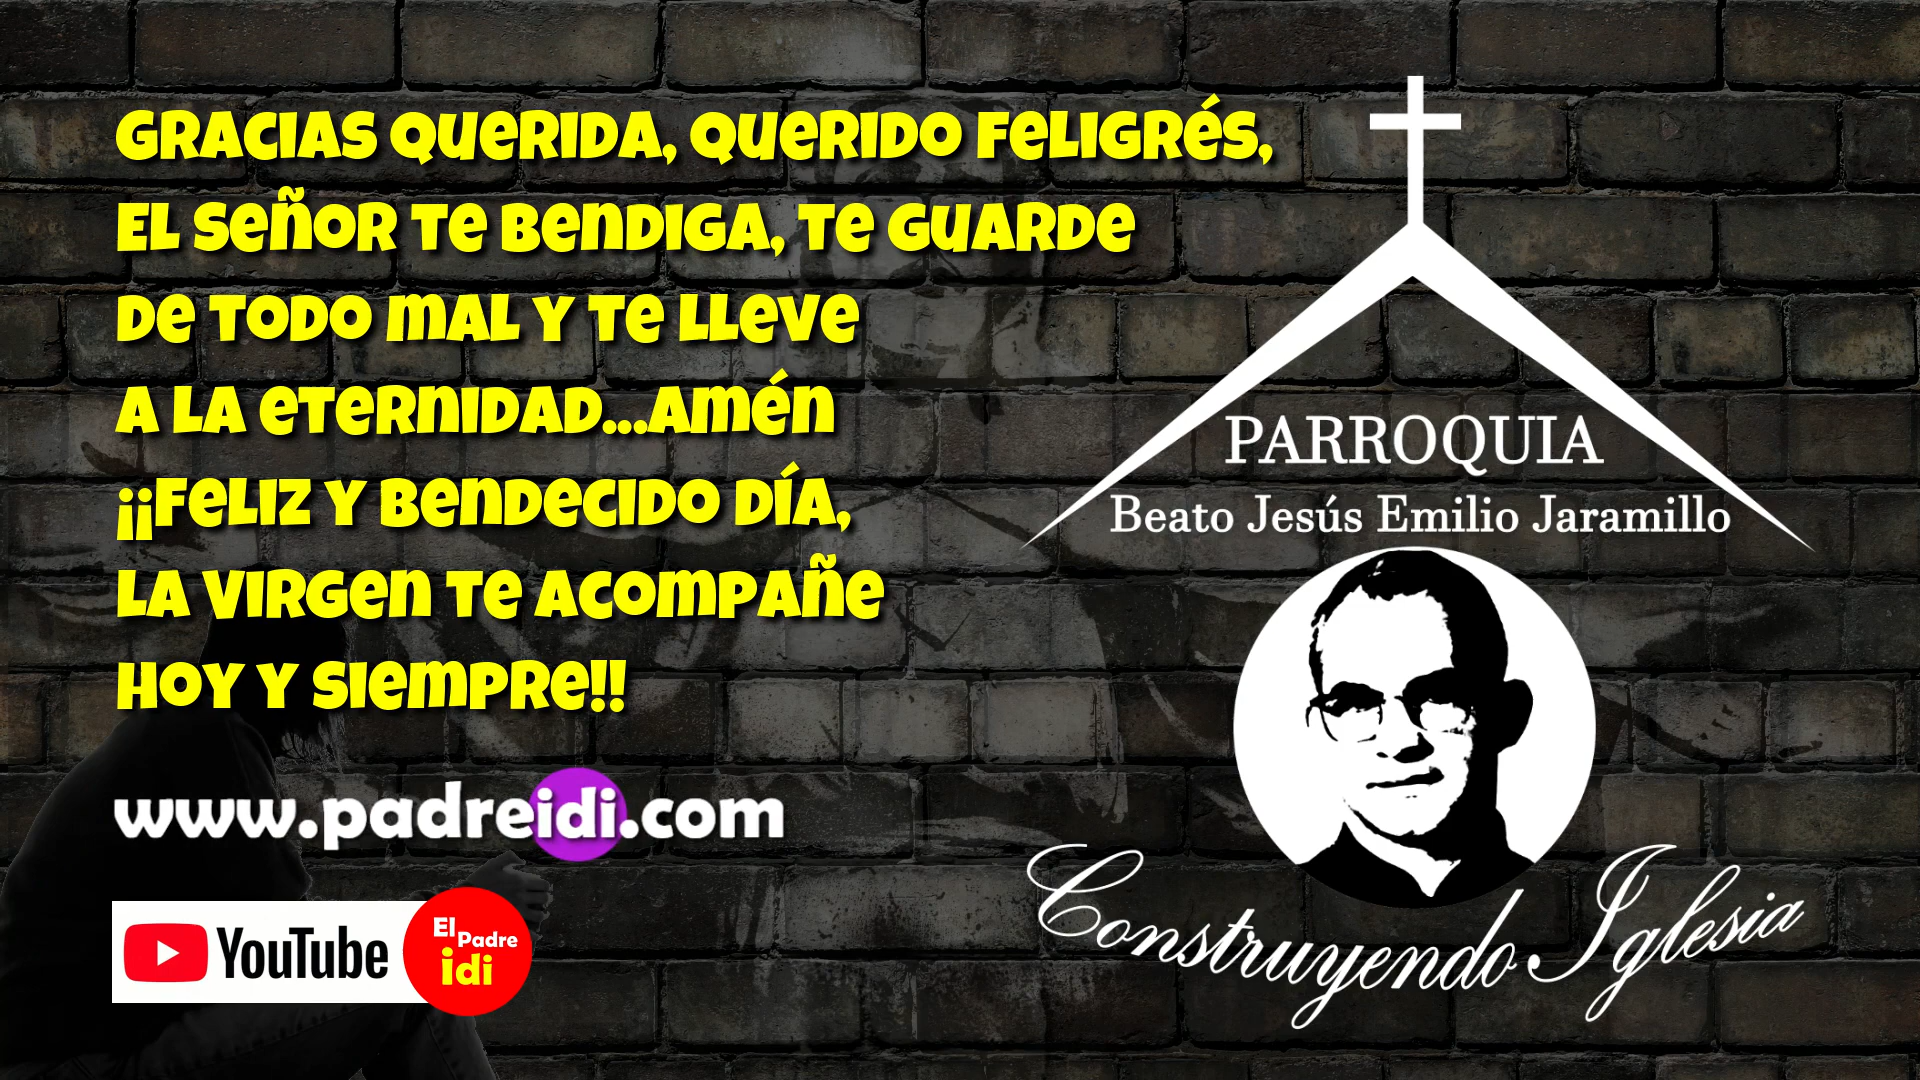 GRACIAS QUERIDA, QUERIDO FELIGRÉS,
EL SEÑOR TE BENDIGA, TE GUARDE
DE TODO MAL Y TE LLEVE
A LA ETERNIDAD...AMÉN
¡¡FELIZ Y BENDECIDO DÍA,
LA VIRGEN TE ACOMPAÑE
HOY Y SIEMPRE!!
www.padreidi.com
YouTube
El Padre
idi
PARROQUIA
Beato Jesús Emilio Jaramillo
Construyendo Iglesia